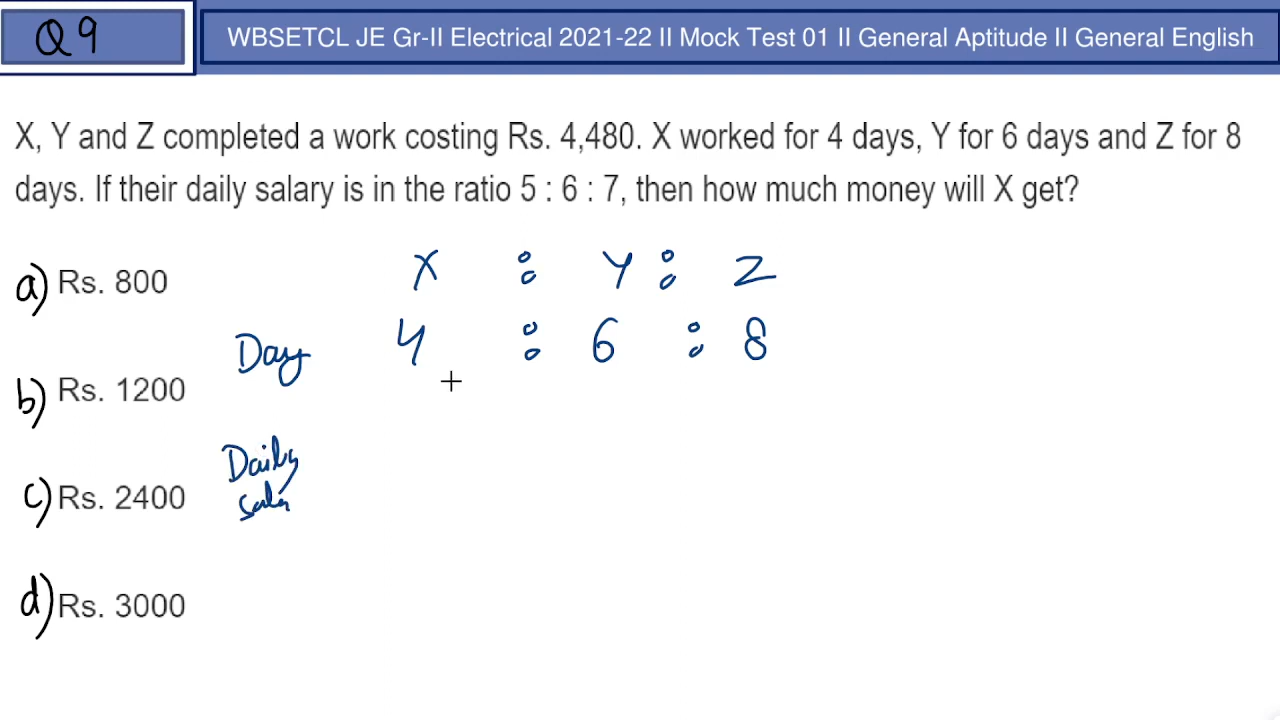 Q9
WBSETCL JE Gr-II Electrical 2021-22 II Mock Test 01 II General Aptitude II General English
X, Y and Z completed a work costing Rs. 4,480. X worked for 4 days, Y for 6 days and Z for 8
days. If their daily salary is in the ratio 5 : 6 : 7, then how much money will X get?
a) Rs. 800
b) Rs. 1200
c) Rs. 2400
d) Rs. 3000
X : Y : Z
Day 4 : 6 : 8
Daily